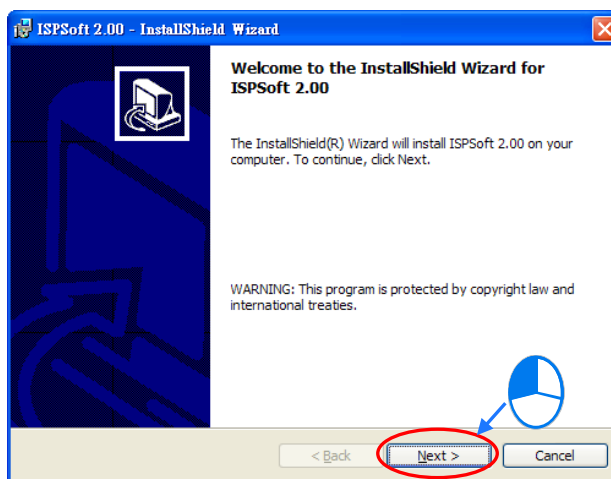 ISPSoft 2.00 - InstallShield Wizard
Welcome to the InstallShield Wizard for
ISPSoft 2.00
The InstallShield(R) Wizard will install ISPSoft 2.00 on your
computer. To continue, click Next.
WARNING: This program is protected by copyright law and
international treaties.
< Back Next > Cancel